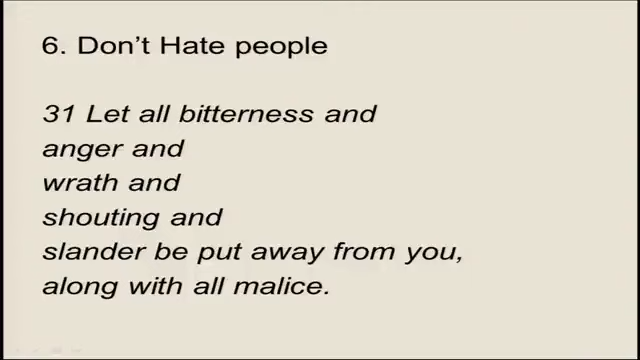 6. Don’t Hate people
31 Let all bitterness and
anger and
wrath and
shouting and
slander be put away from you,
along with all malice.